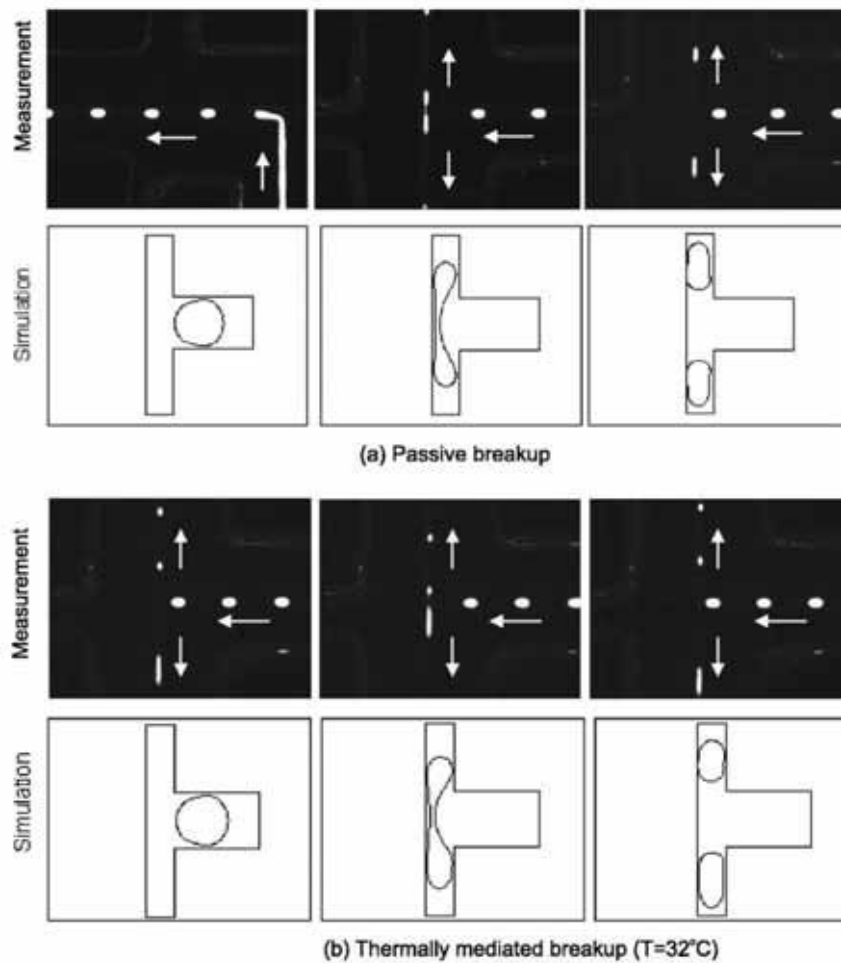 Measurement
Simulation
(a) Passive breakup
Measurement
Simulation
(b) Thermally mediated breakup (T=32°C)